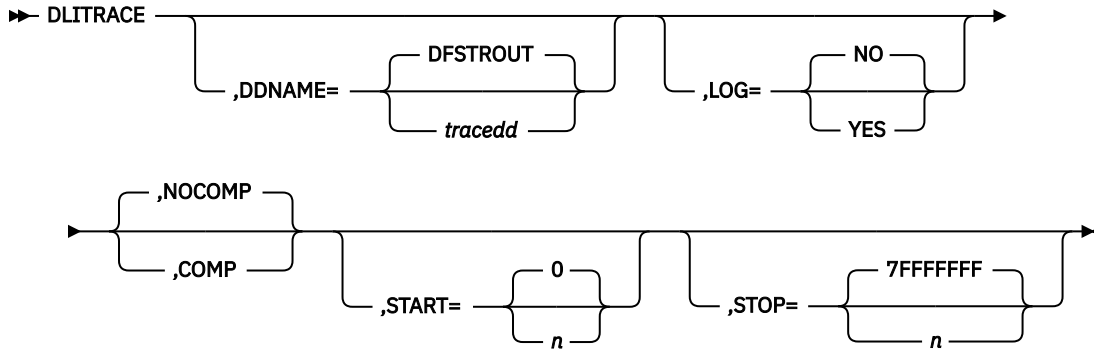 DLITRACE
,DDNAME= DFSTROUT
tracedd
,LOG= NO
YES
,NOCOMP
,COMP
,START= 0
n
,STOP= 7FFFFFFF
n